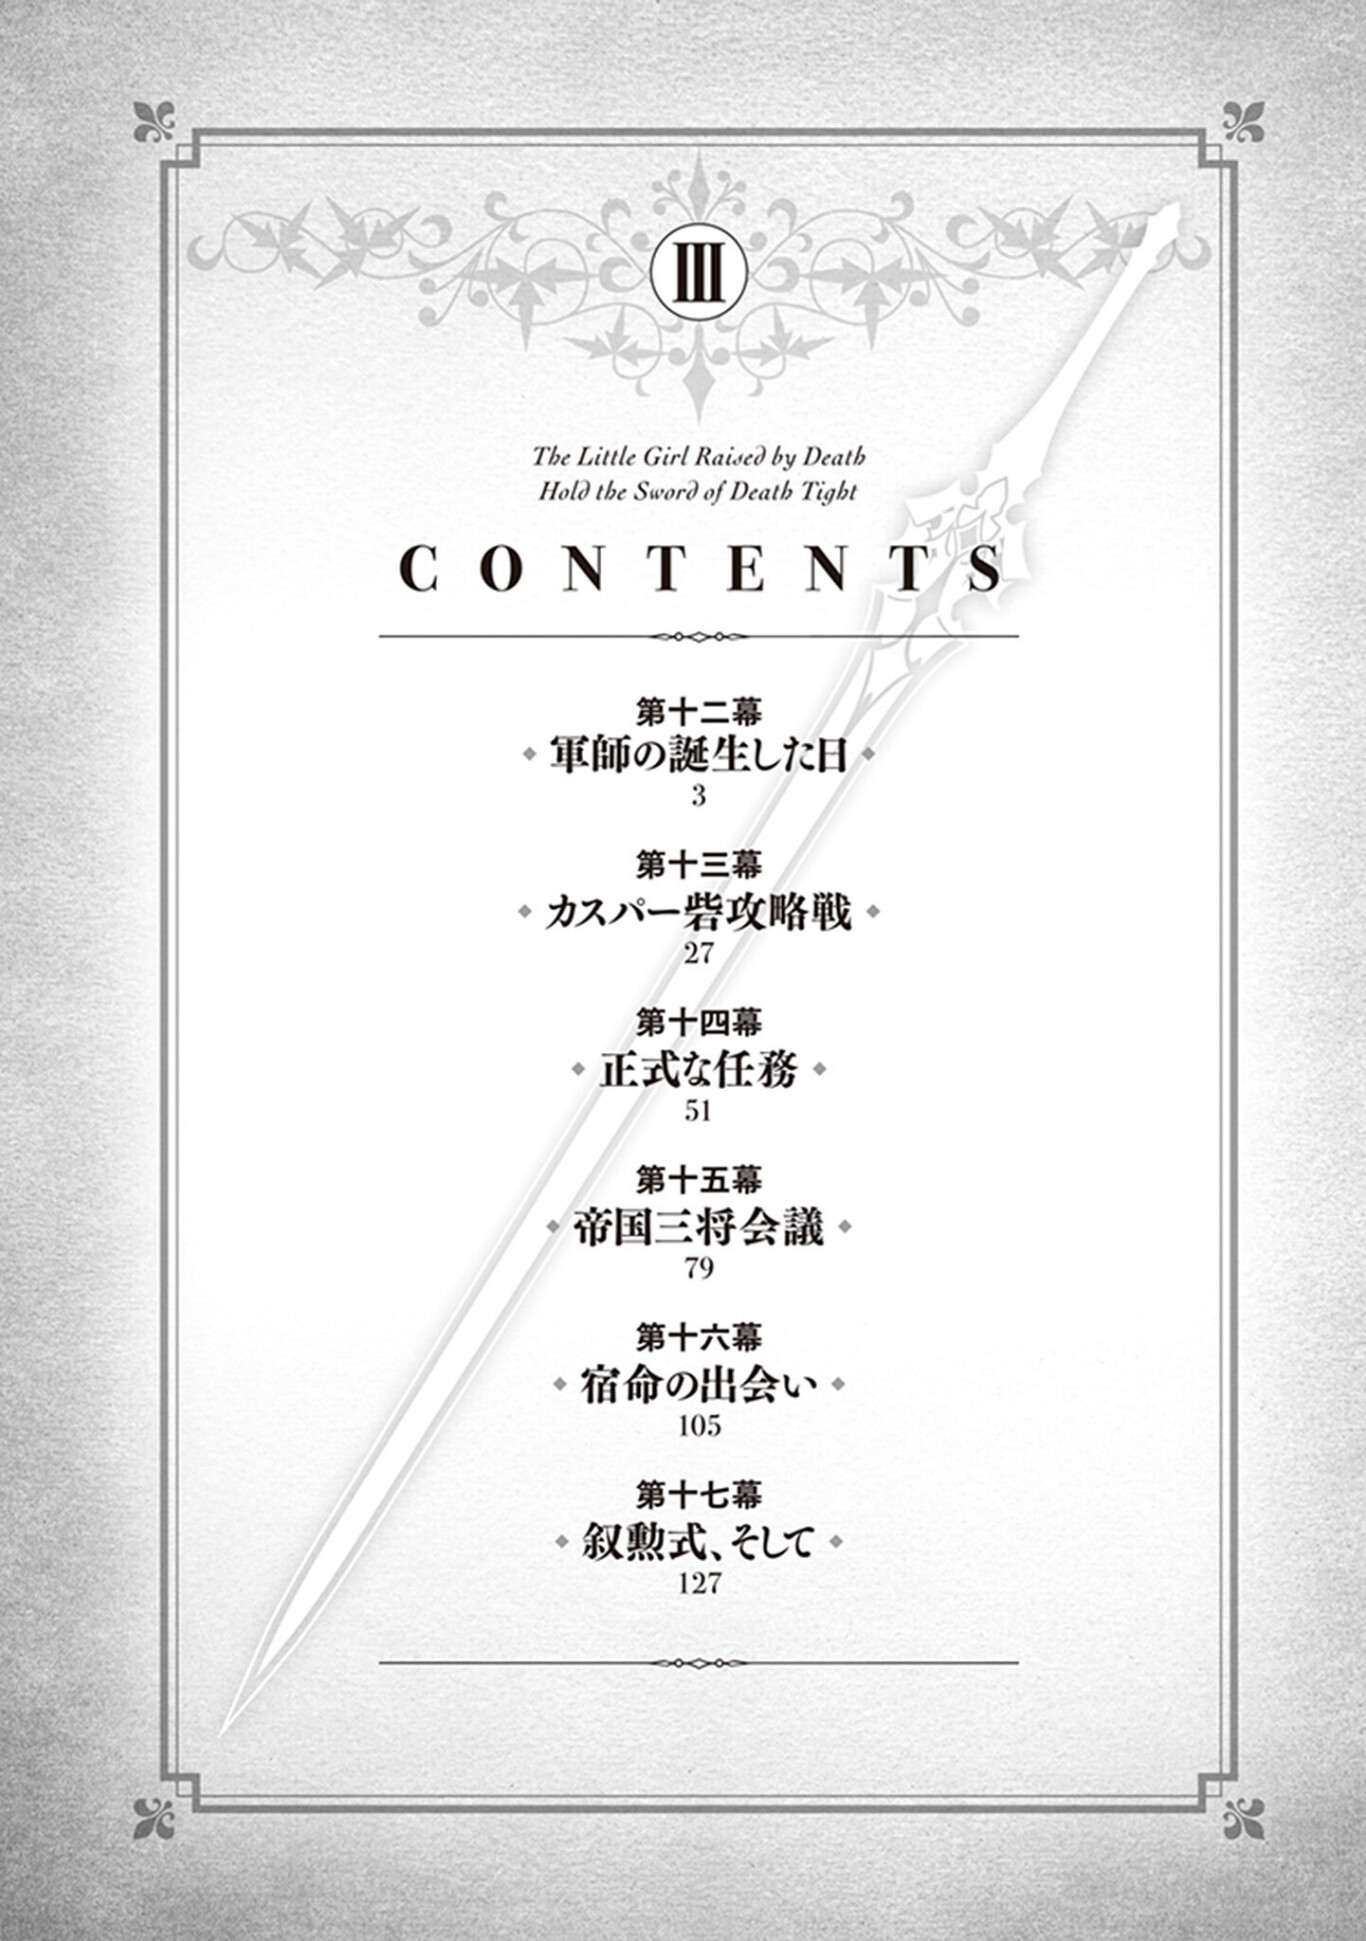 III
The Little Girl Raised by Death
Hold the Sword of Death Tight
CONTENTS
第十二幕
軍師の誕生した日
3
第十三幕
カスパー砦攻略戦
27
第十四幕
正式な任務
51
第十五幕
帝国三将会議
79
第十六幕
宿命の出会い
105
第十七幕
叙勲式、そして
127